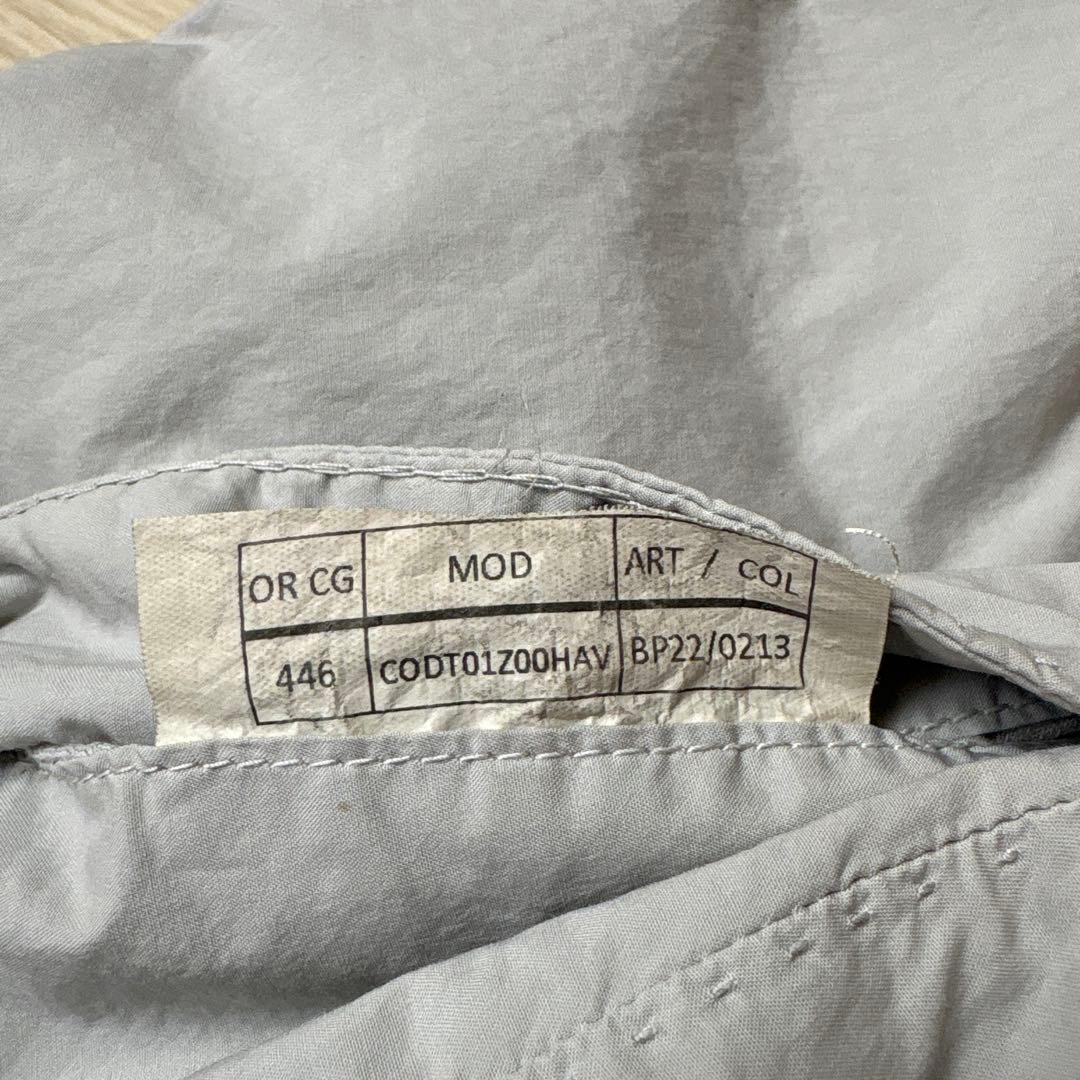 OR CG MOD ART / COL
446 CODT01Z00HAV BP22/0213